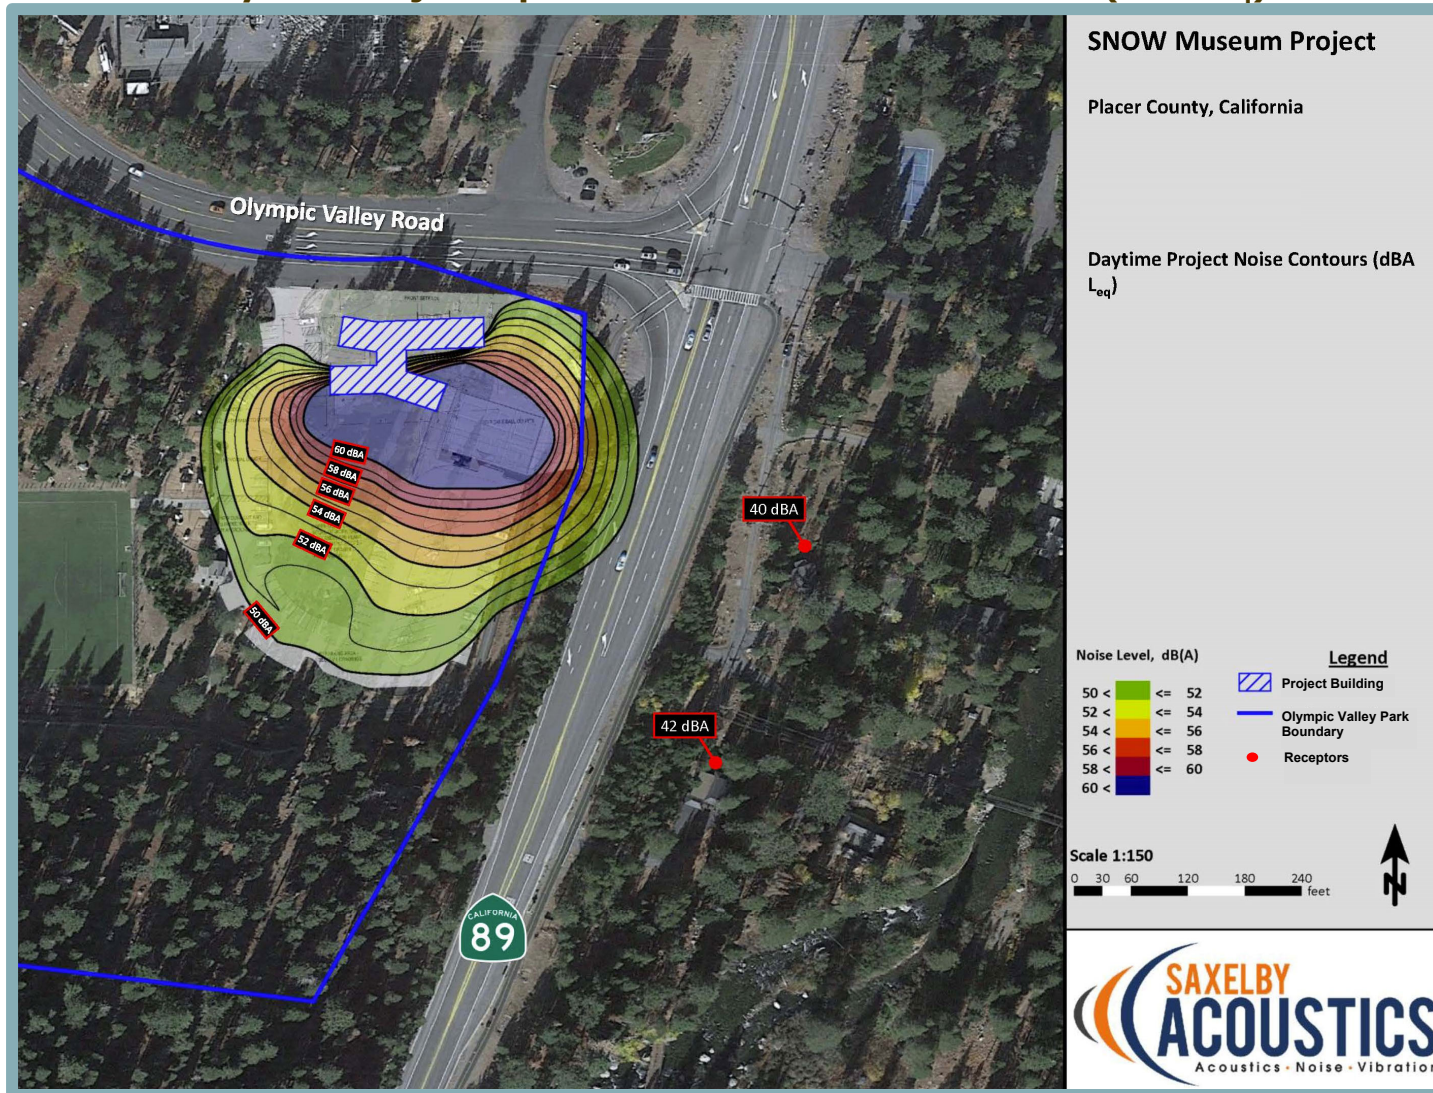 SNOW Museum Project
Placer County, California
Daytime Project Noise Contours (dBA
Leq)
Olympic Valley Road
60 dBA
58 dBA
56 dBA
54 dBA
52 dBA
50 dBA
40 dBA
42 dBA
CALIFORNIA
89
Noise Level, dB(A)
50 < <= 52
52 < <= 54
54 < <= 56
56 < <= 58
58 < <= 60
60 <
Legend
Project Building
Olympic Valley Park
Boundary
Receptors
Scale 1:150
0 30 60 120 180 240
feet
N
SAXELBY
ACOUSTICS
Acoustics · Noise · Vibration